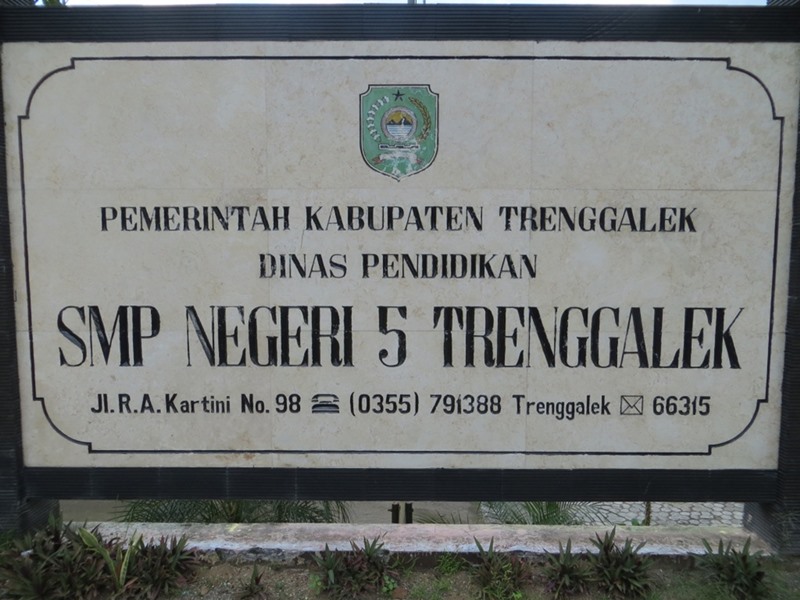 PEMERINTAH KABUPATEN TRENGGALEK
DINAS PENDIDIKAN
SMP NEGERI 5 TRENGGALEK
Jl.R.A.Kartini No.98 ☎ (0355) 791388 Trenggalek ✉ 66315